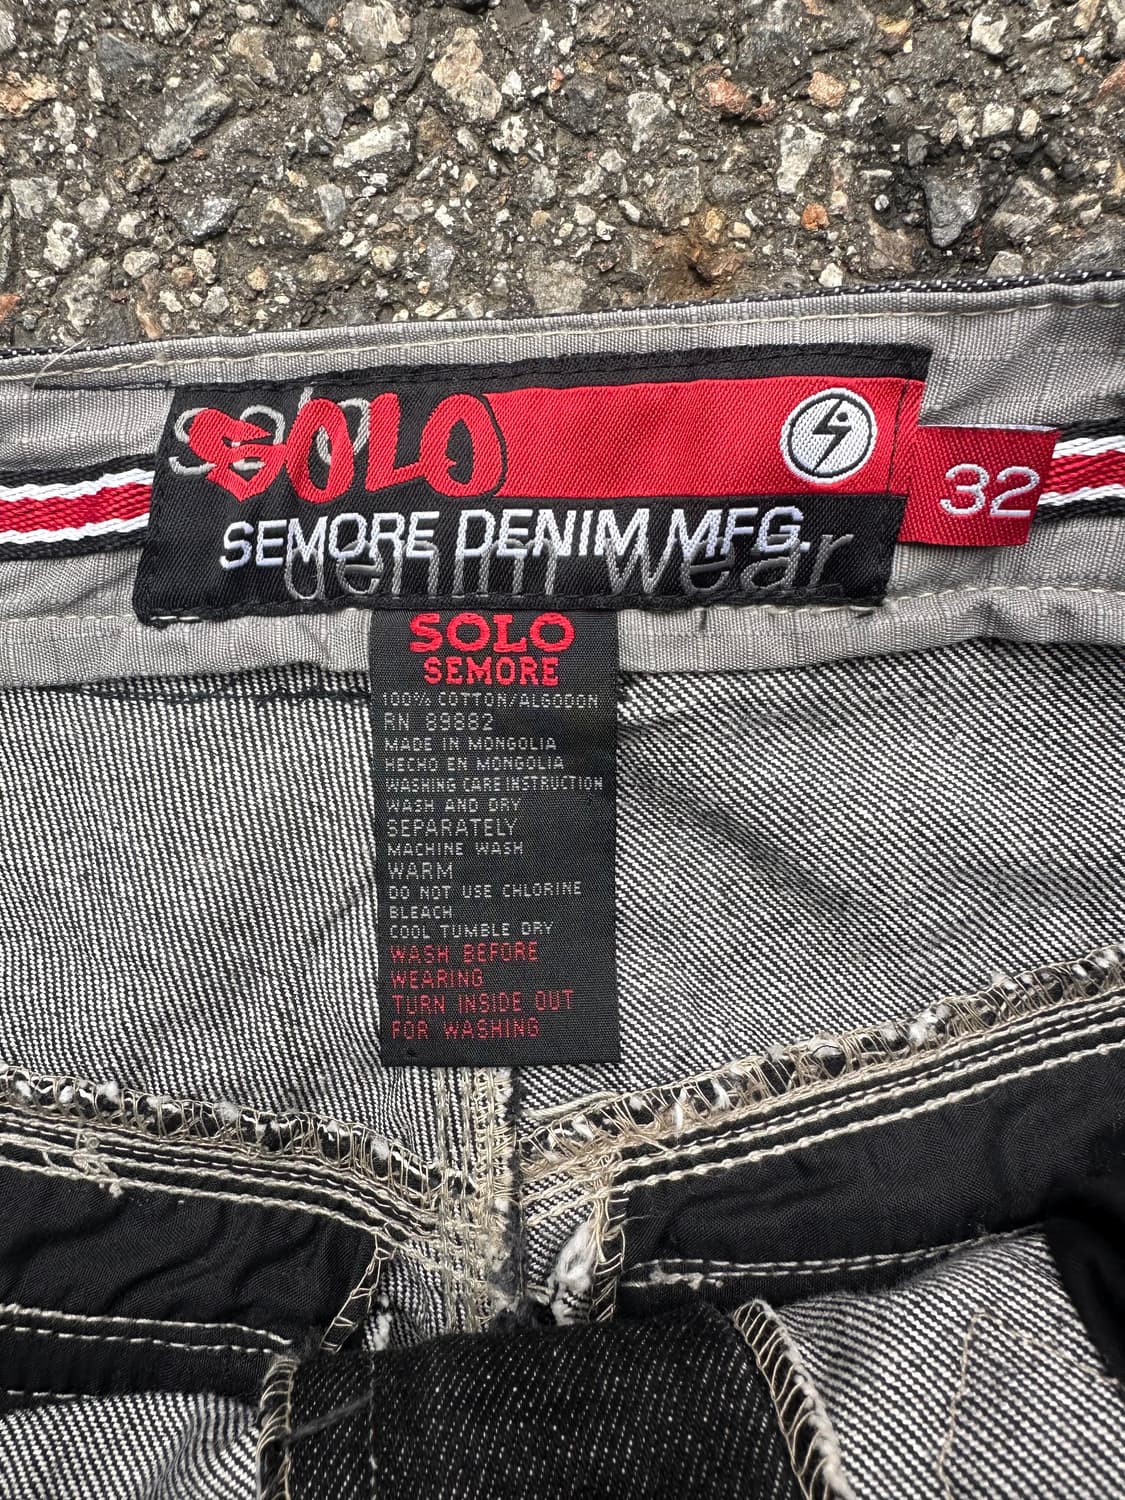 solo
SOLO
SEMORE DENIM MFG.
denim wear
32
SOLO
SEMORE
100% COTTON/ALGODON
RN 89882
MADE IN MONGOLIA
HECHO EN MONGOLIA
WASHING CARE INSTRUCTION
WASH AND DRY
SEPARATELY
MACHINE WASH
WARM
DO NOT USE CHLORINE
BLEACH
COOL TUMBLE DRY
WASH BEFORE
WEARING
TURN INSIDE OUT
FOR WASHING